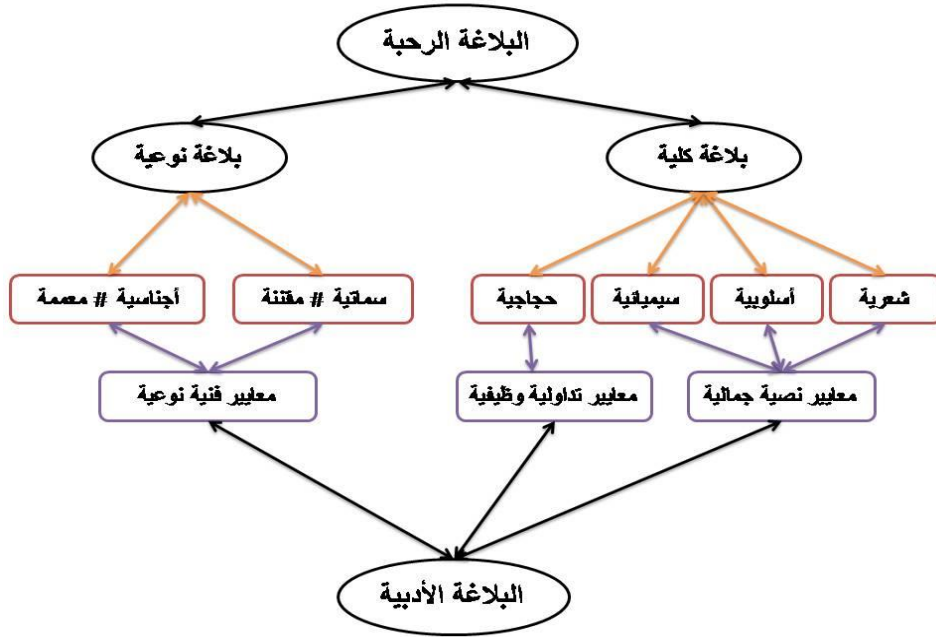 البلاغة الرحبة
بلاغة كلية
بلاغة نوعية
شعرية
أسلوبية
سيميائية
حجاجية
سماتية # مقننة
أجناسية # معممة
معايير نصية جمالية
معايير تداولية وظيفية
معايير فنية نوعية
البلاغة الأدبية